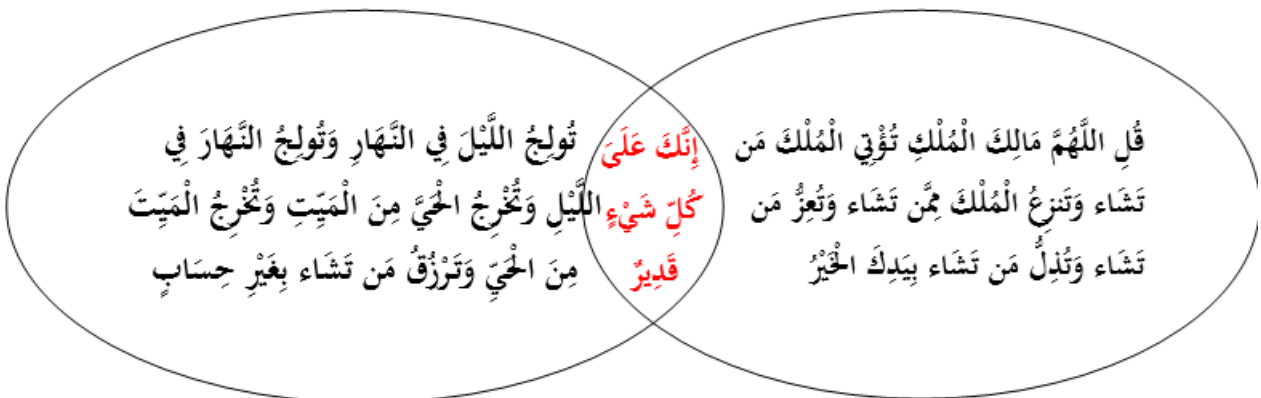 قُلِ اللَّهُمَّ مَالِكَ الْمُلْكِ تُؤْتِي الْمُلْكَ مَن
تَشَاء وَتَنزِعُ الْمُلْكَ مِمَّن تَشَاء وَتُعِزُّ مَن
تَشَاء وَتُذِلُّ مَن تَشَاء بِيَدِكَ الْخَيْرُ
إِنَّكَ عَلَىَ
كُلِّ شَيْءٍ
قَدِيرٌ
تُولِجُ اللَّيْلَ فِي النَّهَارِ وَتُولِجُ النَّهَارَ فِي
اللَّيْلِ وَتُخْرِجُ الْحَيَّ مِنَ الْمَيِّتِ وَتُخْرِجُ الْمَيِّتَ
مِنَ الْحَيِّ وَتَرْزُقُ مَن تَشَاء بِغَيْرِ حِسَابٍ